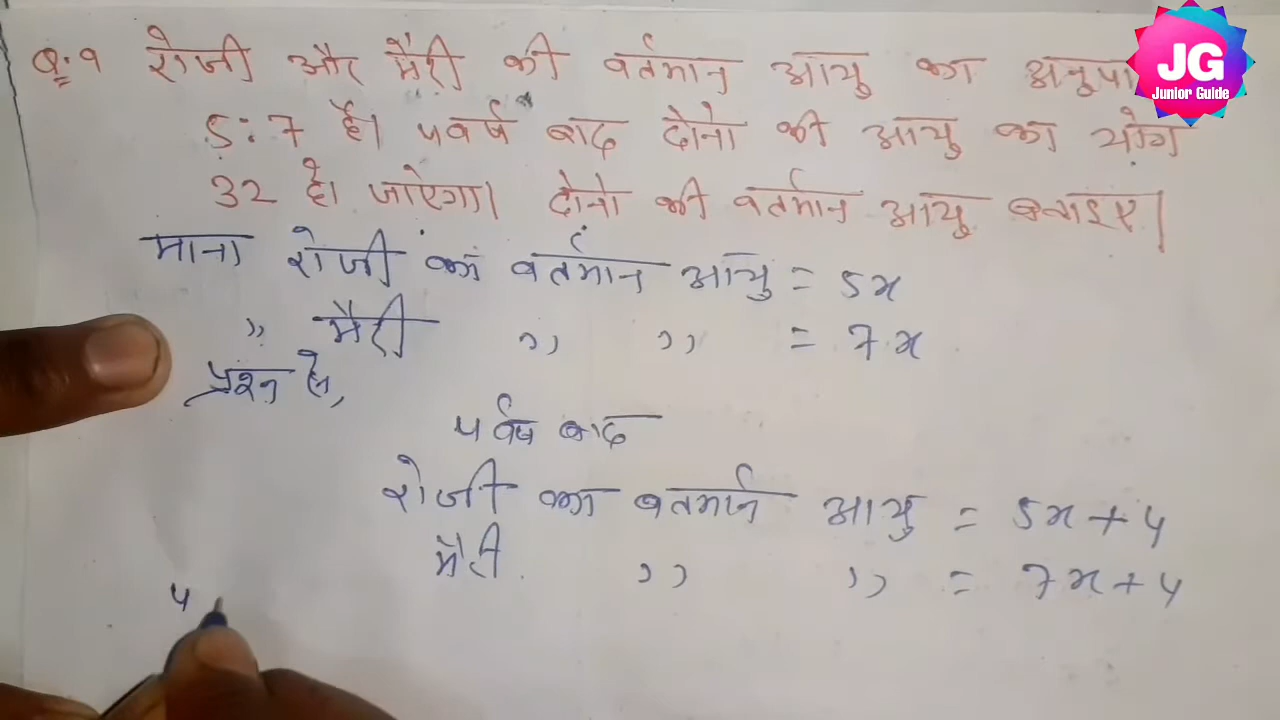 Q:१ रोजी और मैरी की वर्तमान आयु का अनुपा
5:7 है। 4 वर्ष बाद दोनो की आयु का योग
32 हो जाएगा। दोनो की वर्तमान आयु बताइए।
माना रोजी का वर्तमान आयु = 5x
,, मैरी ,, ,, = 7x
प्रश्न से,
4 वर्ष बाद
रोजी का वर्तमान आयु = 5x + 4
मैरी ,, ,, = 7x + 4
4
JG
Junior Guide